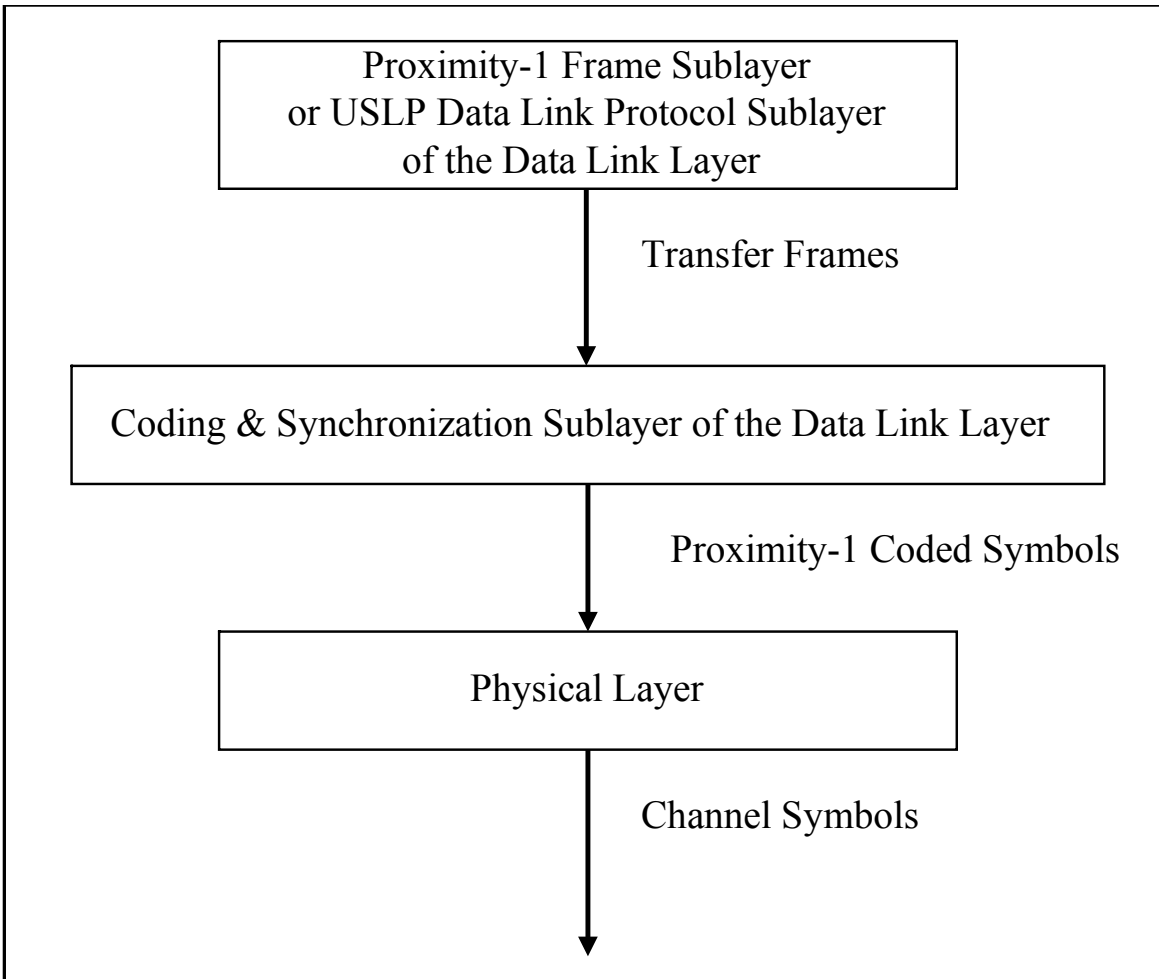 Proximity-1 Frame Sublayer
or USLP Data Link Protocol Sublayer
of the Data Link Layer
Transfer Frames
Coding & Synchronization Sublayer of the Data Link Layer
Proximity-1 Coded Symbols
Physical Layer
Channel Symbols